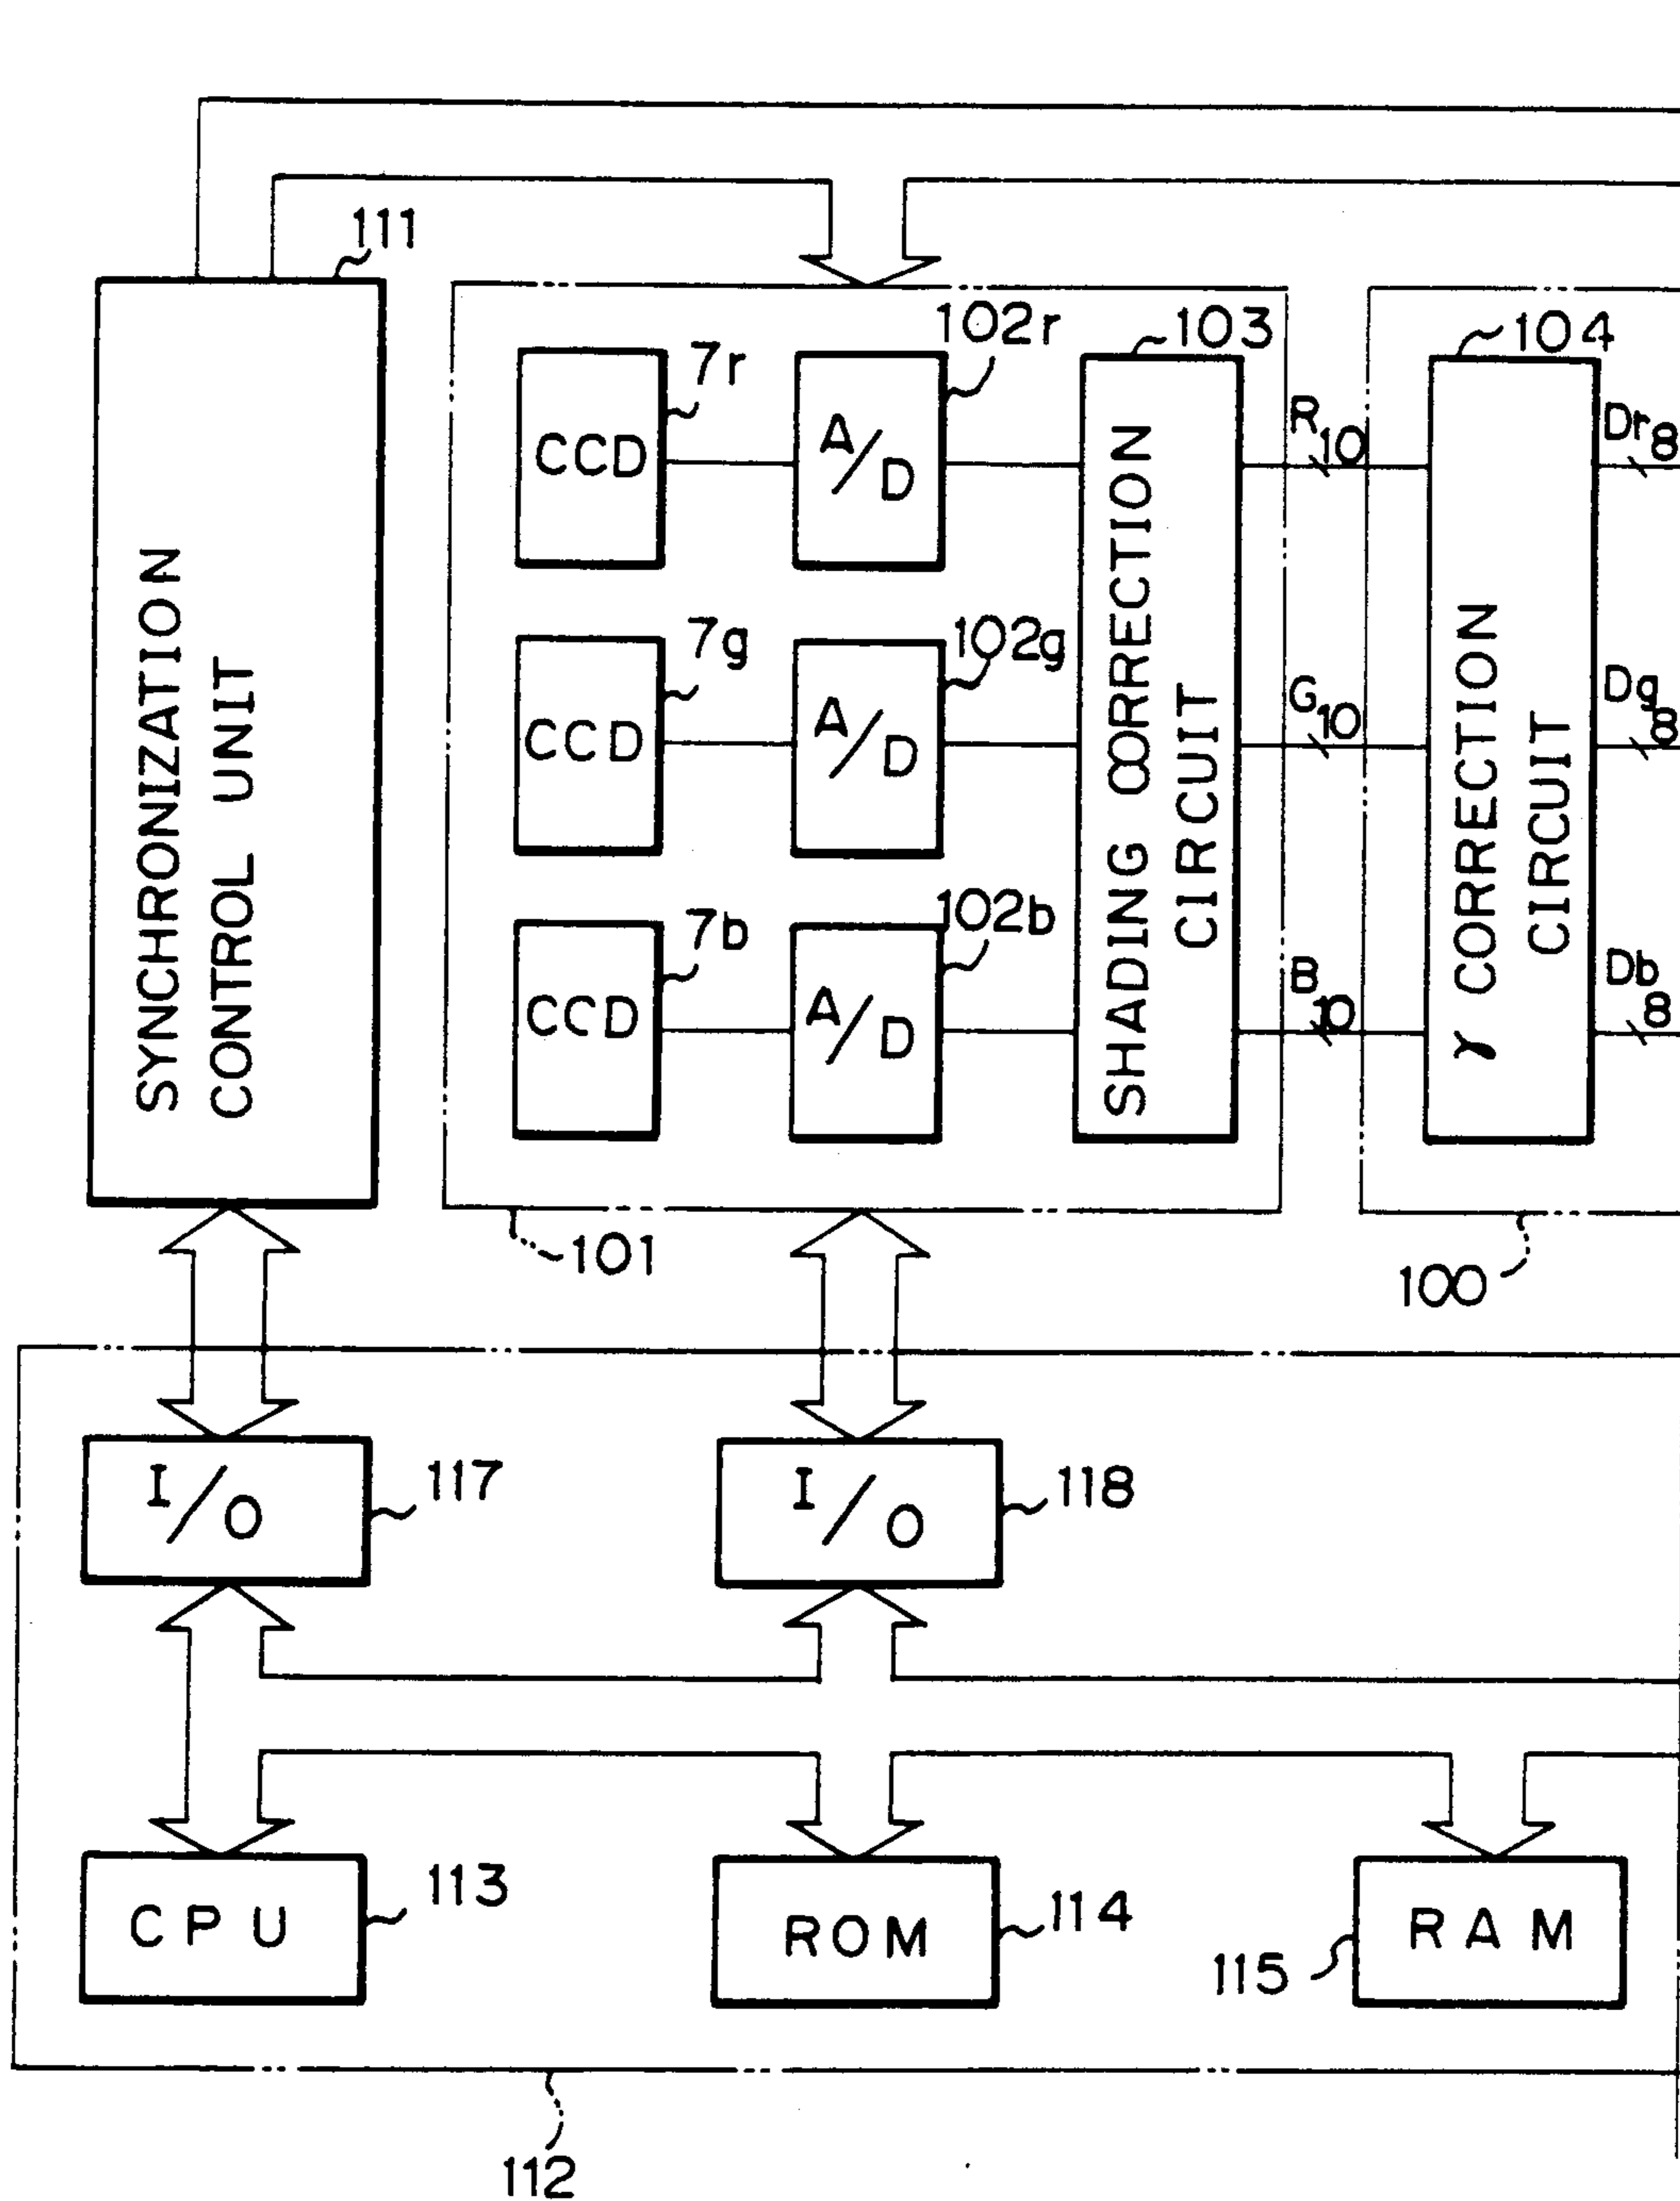 111
SYNCHRONIZATION
CONTROL UNIT
7r
CCD
102r
A/D
7g
CCD
102g
A/D
7b
CCD
102b
A/D
103
SHADING CORRECTION
CIRCUIT
R 10
G 10
B 10
104
γ CORRECTION
CIRCUIT
Dr 8
Dg 8
Db 8
101
100
I/O
117
I/O
118
CPU
113
ROM
114
RAM
115
112